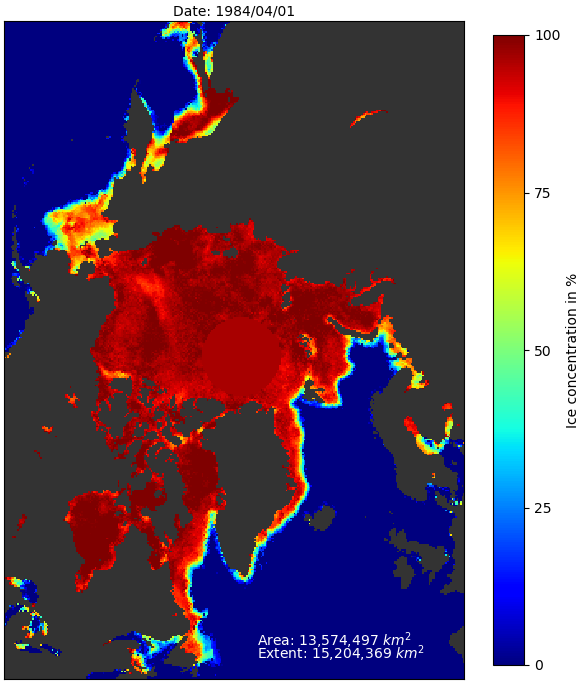 Date: 1984/04/01
100
75
50
25
0
Ice concentration in %
Area: 13,574,497 km²
Extent: 15,204,369 km²